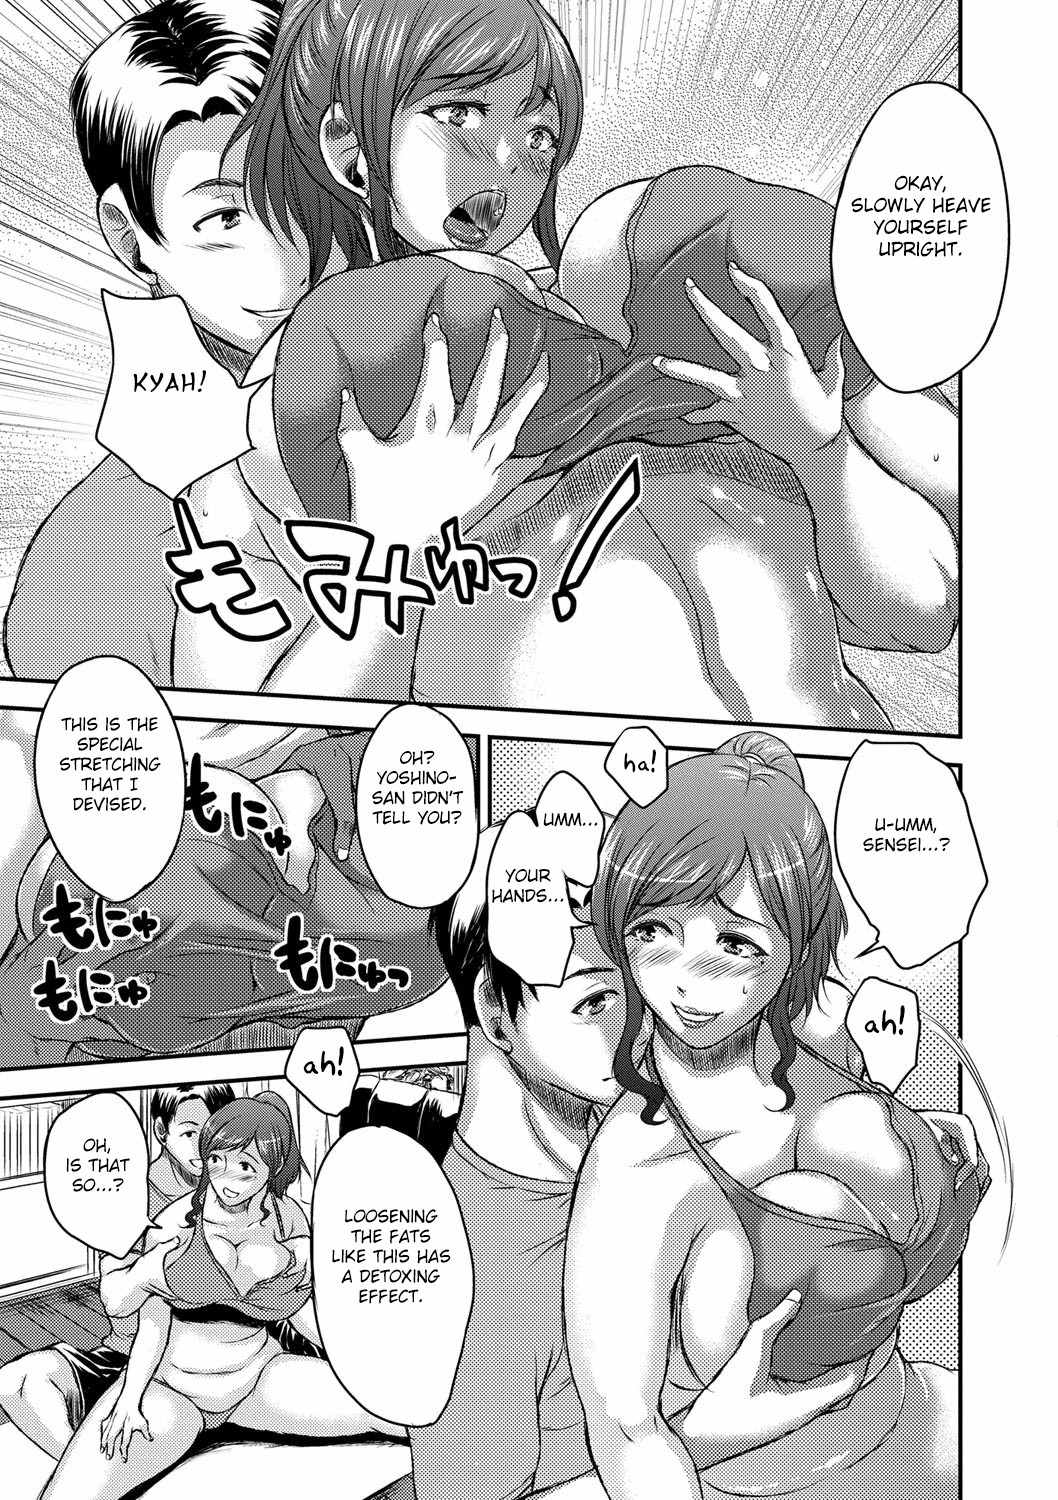 OKAY,
SLOWLY HEAVE
YOURSELF
UPRIGHT.
KYAH!
もみゅっ!
U-UMM,
SENSEI...?
ha!
UMM...
YOUR
HANDS...
ah!
OH?
YOSHINO-
SAN DIDN'T
TELL YOU?
THIS IS THE
SPECIAL
STRETCHING
THAT I
DEVISED.
もにゅ
もにゅ
もにゅ
もにゅっ
ah!
LOOSENING
THE FATS
LIKE THIS HAS
A DETOXING
EFFECT.
OH,
IS THAT
SO...?